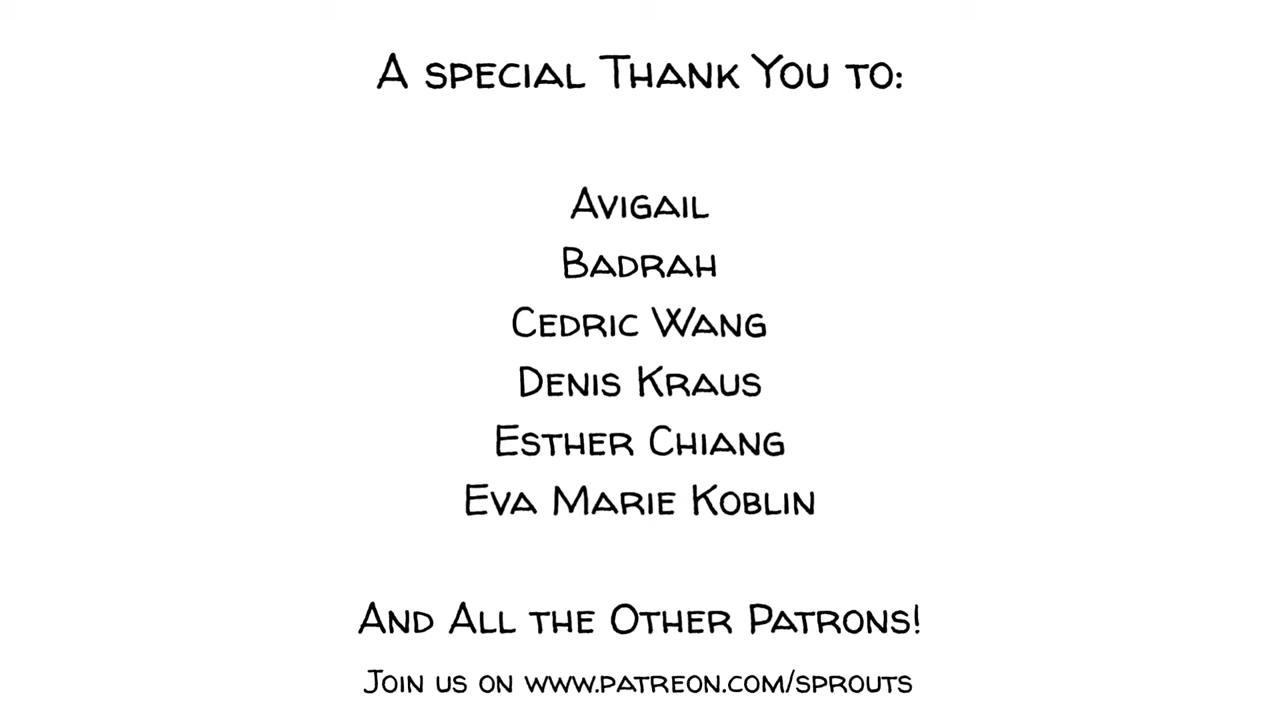 A special Thank You to:
Avigail
Badrah
Cedric Wang
Denis Kraus
Esther Chiang
Eva Marie Koblin
And All the Other Patrons!
Join us on www.patreon.com/sprouts